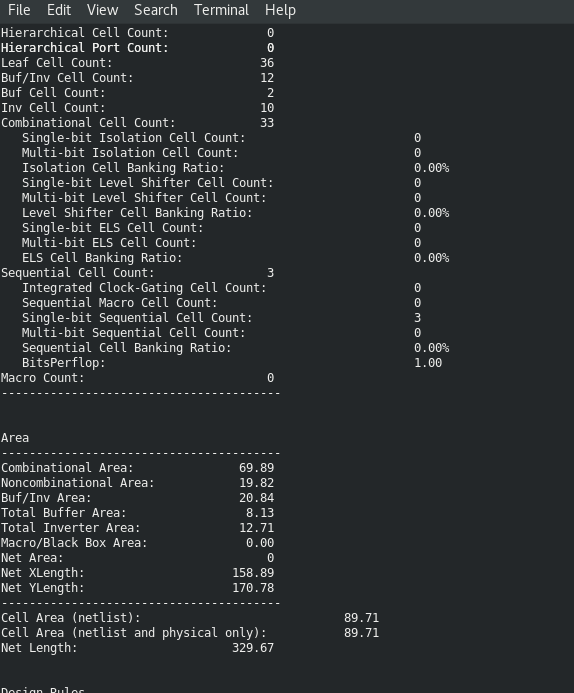 File Edit View Search Terminal Help
Hierarchical Cell Count: 0
Hierarchical Port Count: 0
Leaf Cell Count: 36
Buf/Inv Cell Count: 12
Buf Cell Count: 2
Inv Cell Count: 10
Combinational Cell Count: 33
Single-bit Isolation Cell Count: 0
Multi-bit Isolation Cell Count: 0
Isolation Cell Banking Ratio: 0.00%
Single-bit Level Shifter Cell Count: 0
Multi-bit Level Shifter Cell Count: 0
Level Shifter Cell Banking Ratio: 0.00%
Single-bit ELS Cell Count: 0
Multi-bit ELS Cell Count: 0
ELS Cell Banking Ratio: 0.00%
Sequential Cell Count: 3
Integrated Clock-Gating Cell Count: 0
Sequential Macro Cell Count: 0
Single-bit Sequential Cell Count: 3
Multi-bit Sequential Cell Count: 0
Sequential Cell Banking Ratio: 0.00%
BitsPerflop: 1.00
Macro Count: 0
----------------------------------------
Area
----------------------------------------
Combinational Area: 69.89
Noncombinational Area: 19.82
Buf/Inv Area: 20.84
Total Buffer Area: 8.13
Total Inverter Area: 12.71
Macro/Black Box Area: 0.00
Net Area: 0
Net XLength: 158.89
Net YLength: 170.78
----------------------------------------
Cell Area (netlist): 89.71
Cell Area (netlist and physical only): 89.71
Net Length: 329.67
Design Rules